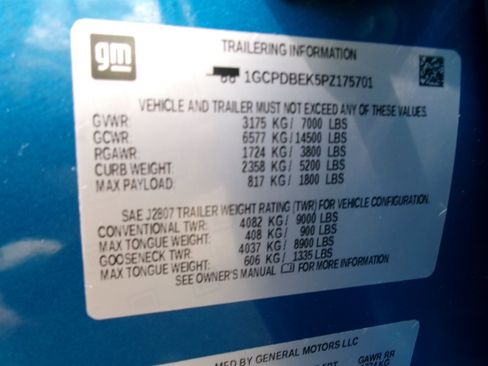 gm
TRAILERING INFORMATION
1GCPDBEK5PZ175701
VEHICLE AND TRAILER MUST NOT EXCEED ANY OF THESE VALUES
GVWR: 3175 KG / 7000 LBS
GCWR: 6577 KG / 14500 LBS
RGAWR: 1724 KG / 3800 LBS
CURB WEIGHT: 2358 KG / 5200 LBS
MAX PAYLOAD: 817 KG / 1800 LBS
SAE J2807 TRAILER WEIGHT RATING (TWR) FOR VEHICLE CONFIGURATION.
CONVENTIONAL TWR: 4082 KG / 9000 LBS
MAX TONGUE WEIGHT: 408 KG / 900 LBS
GOOSENECK TWR: 4037 KG / 8900 LBS
MAX TONGUE WEIGHT: 606 KG / 1335 LBS
SEE OWNER'S MANUAL FOR MORE INFORMATION
MFD BY GENERAL MOTORS LLC
GAWR RR